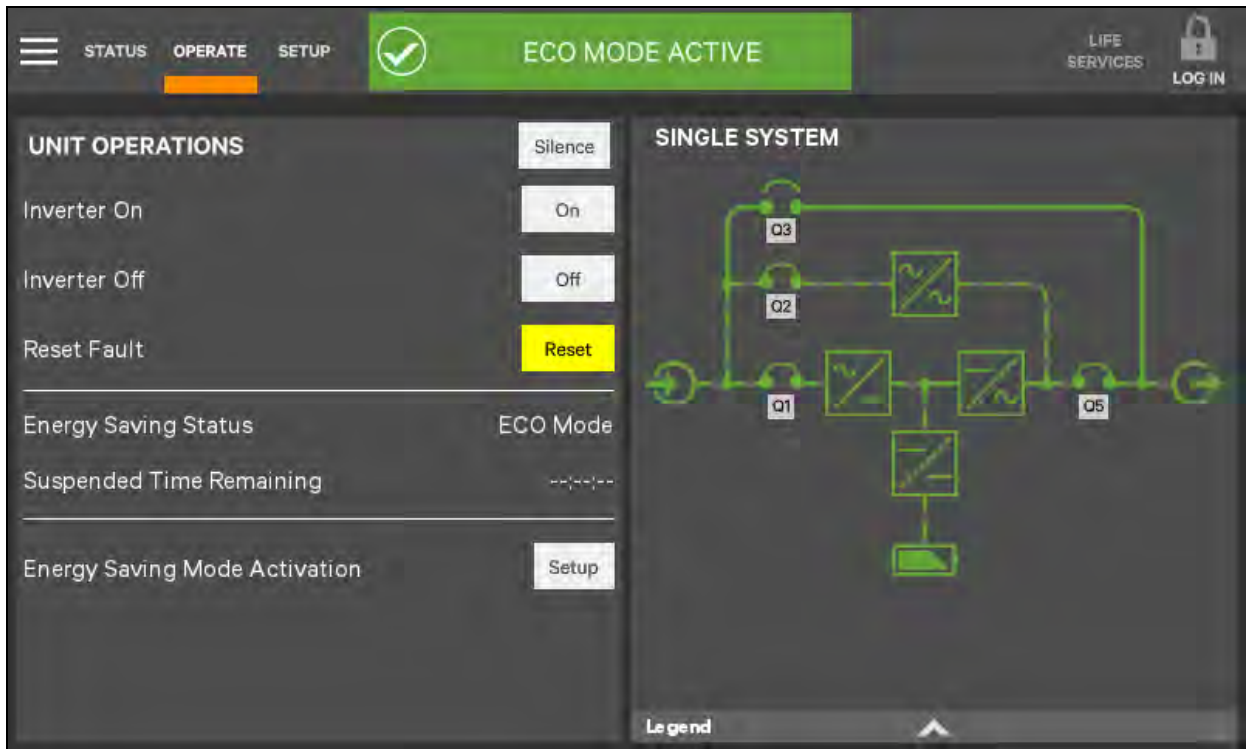 STATUS OPERATE SETUP ECO MODE ACTIVE LIFE SERVICES LOG IN
UNIT OPERATIONS Silence
Inverter On On
Inverter Off Off
Reset Fault Reset
Energy Saving Status ECO Mode
Suspended Time Remaining --:--:--
Energy Saving Mode Activation Setup
SINGLE SYSTEM
Q3
Q2
Q1 Q5
Legend